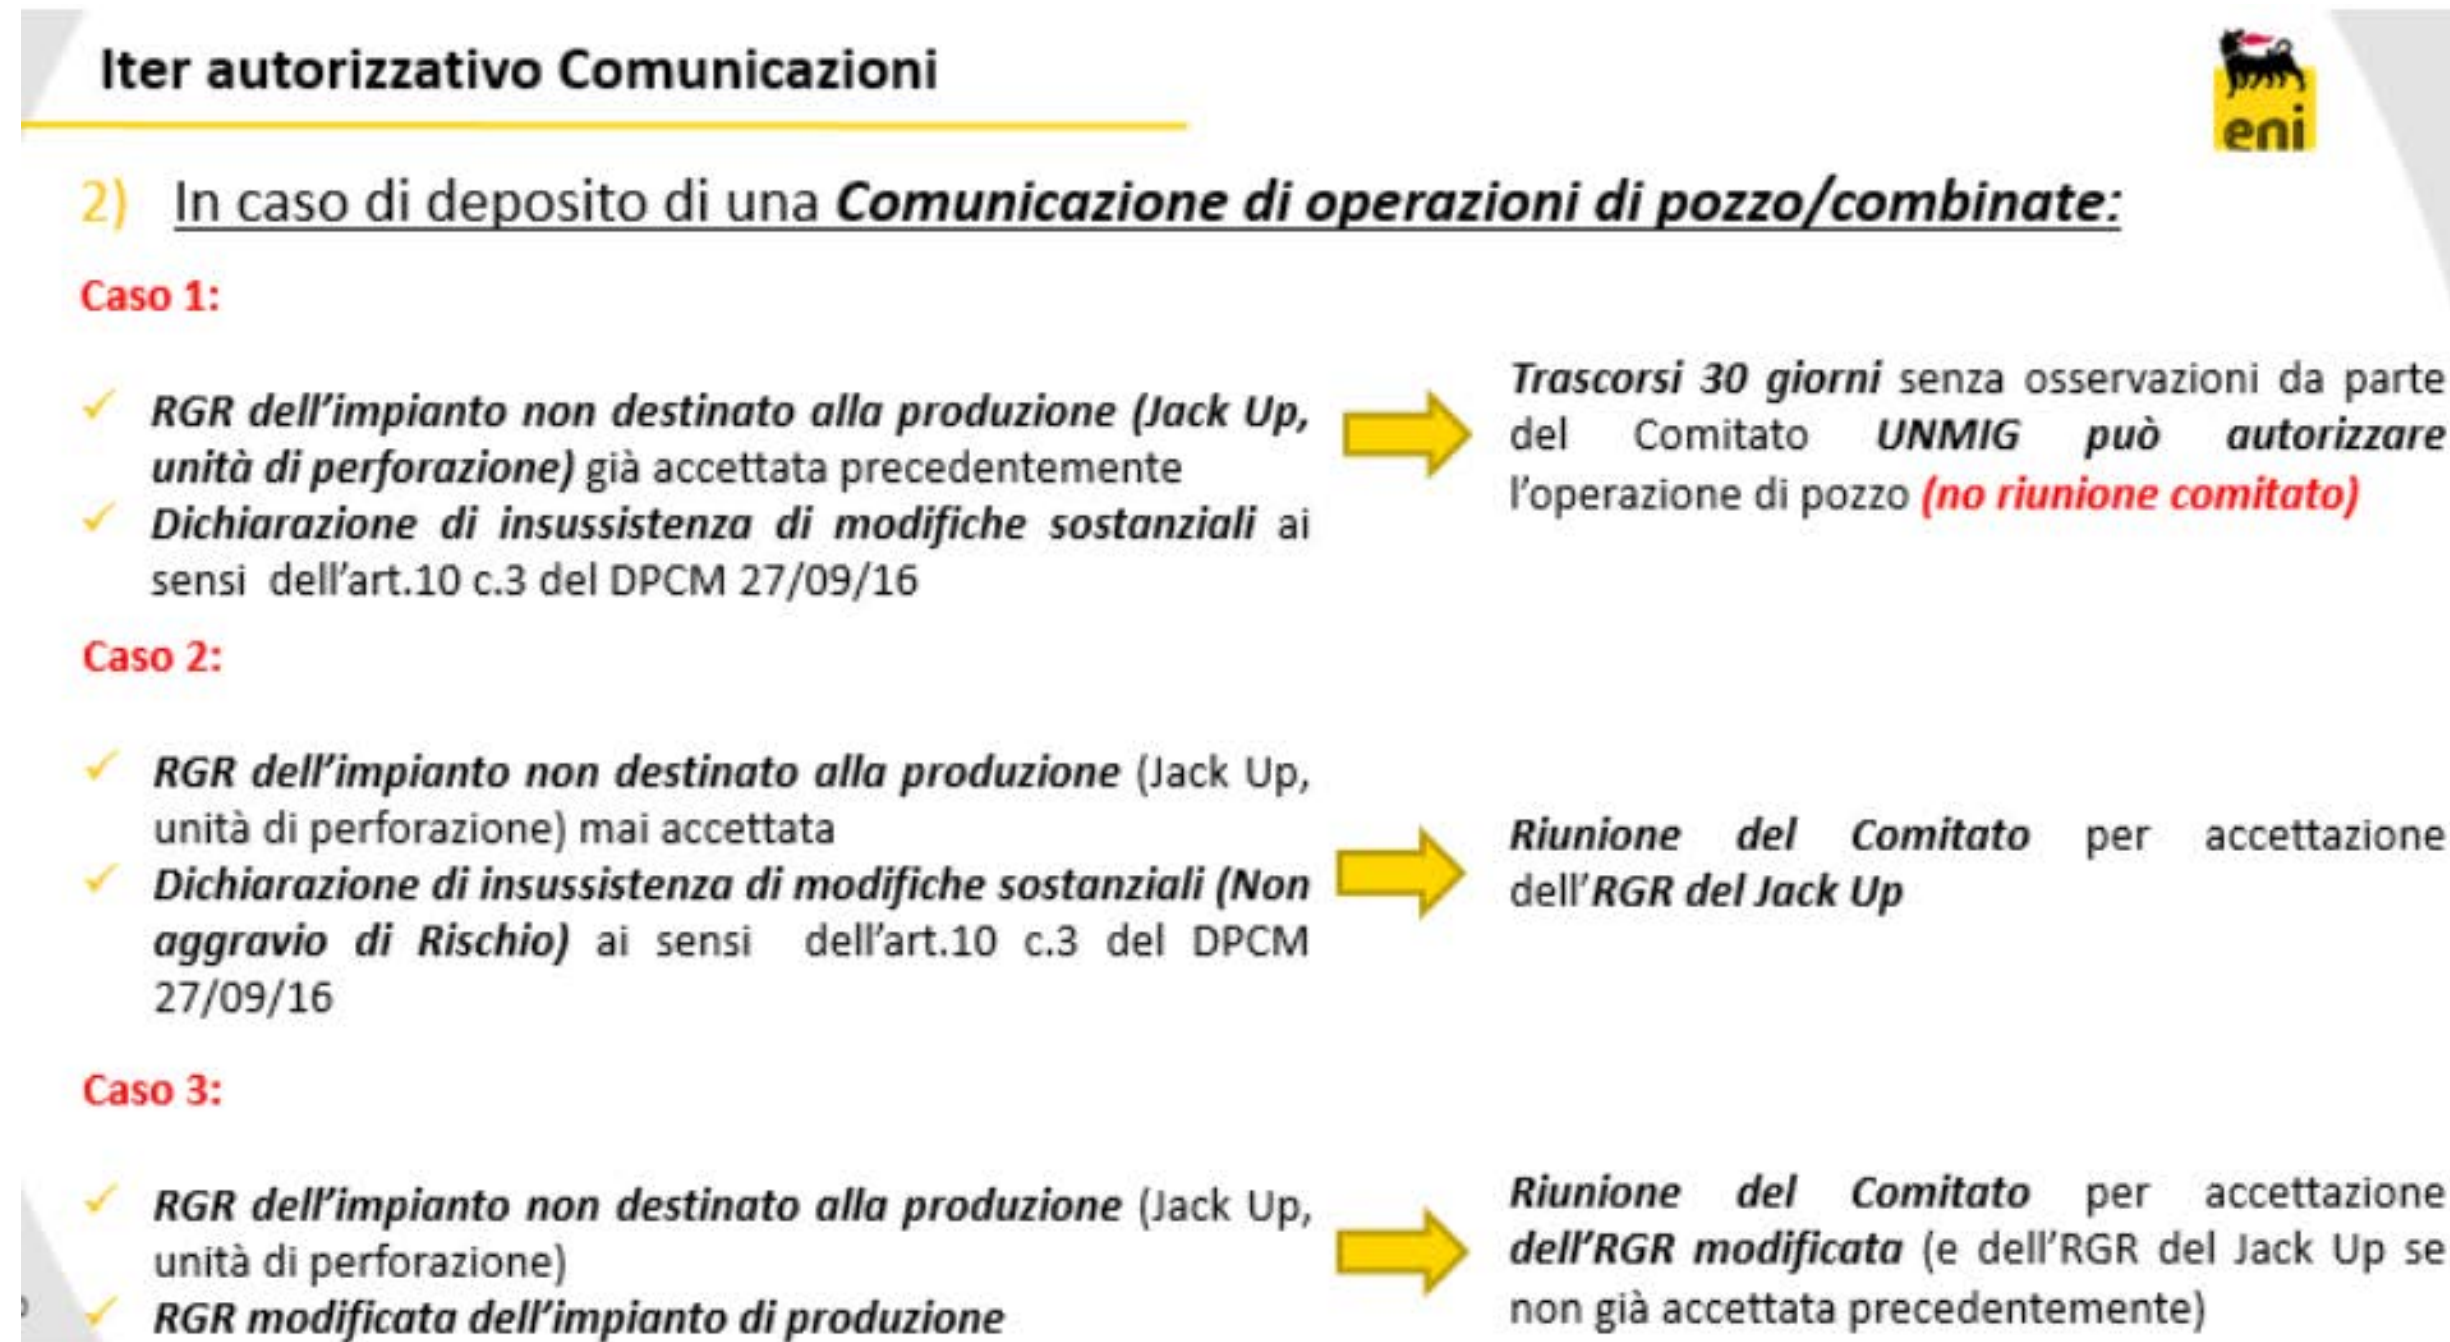 Iter autorizzativo Comunicazioni
eni
2) In caso di deposito di una Comunicazione di operazioni di pozzo/combinate:
Caso 1:
✓ RGR dell'impianto non destinato alla produzione (Jack Up,
unità di perforazione) già accettata precedentemente
✓ Dichiarazione di insussistenza di modifiche sostanziali ai
sensi dell'art.10 c.3 del DPCM 27/09/16
Trascorsi 30 giorni senza osservazioni da parte
del Comitato UNMIG può autorizzare
l'operazione di pozzo (no riunione comitato)
Caso 2:
✓ RGR dell'impianto non destinato alla produzione (Jack Up,
unità di perforazione) mai accettata
✓ Dichiarazione di insussistenza di modifiche sostanziali (Non
aggravio di Rischio) ai sensi dell'art.10 c.3 del DPCM
27/09/16
Riunione del Comitato per accettazione
dell'RGR del Jack Up
Caso 3:
✓ RGR dell'impianto non destinato alla produzione (Jack Up,
unità di perforazione)
✓ RGR modificata dell'impianto di produzione
Riunione del Comitato per accettazione
dell'RGR modificata (e dell'RGR del Jack Up se
non già accettata precedentemente)